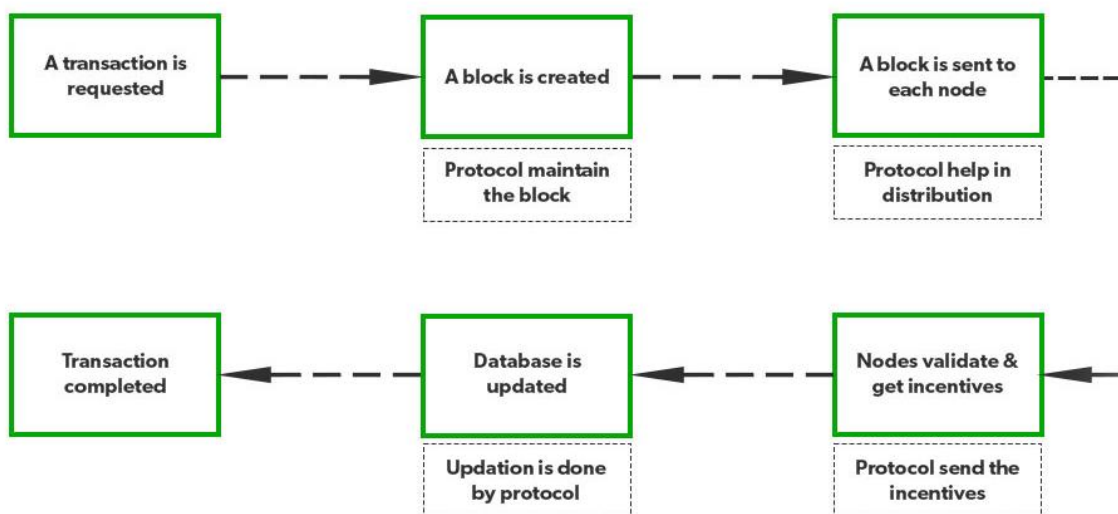 A transaction is
requested
A block is created
A block is sent to
each node
Protocol maintain
the block
Protocol help in
distribution
Transaction
completed
Database is
updated
Nodes validate &
get incentives
Updation is done
by protocol
Protocol send the
incentives